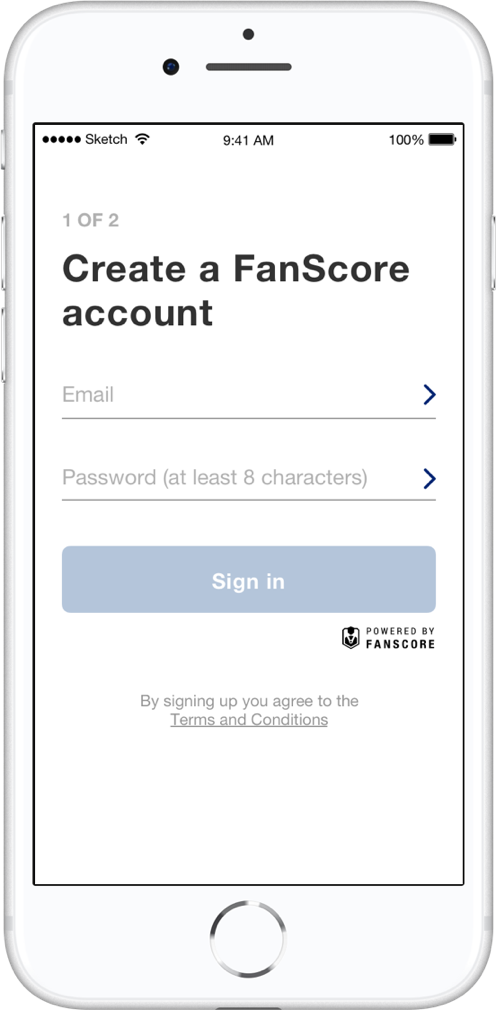 Sketch 9:41 AM 100%
1 OF 2
Create a FanScore
account
Email
Password (at least 8 characters)
Sign in
POWERED BY
FANSCORE
By signing up you agree to the
Terms and Conditions